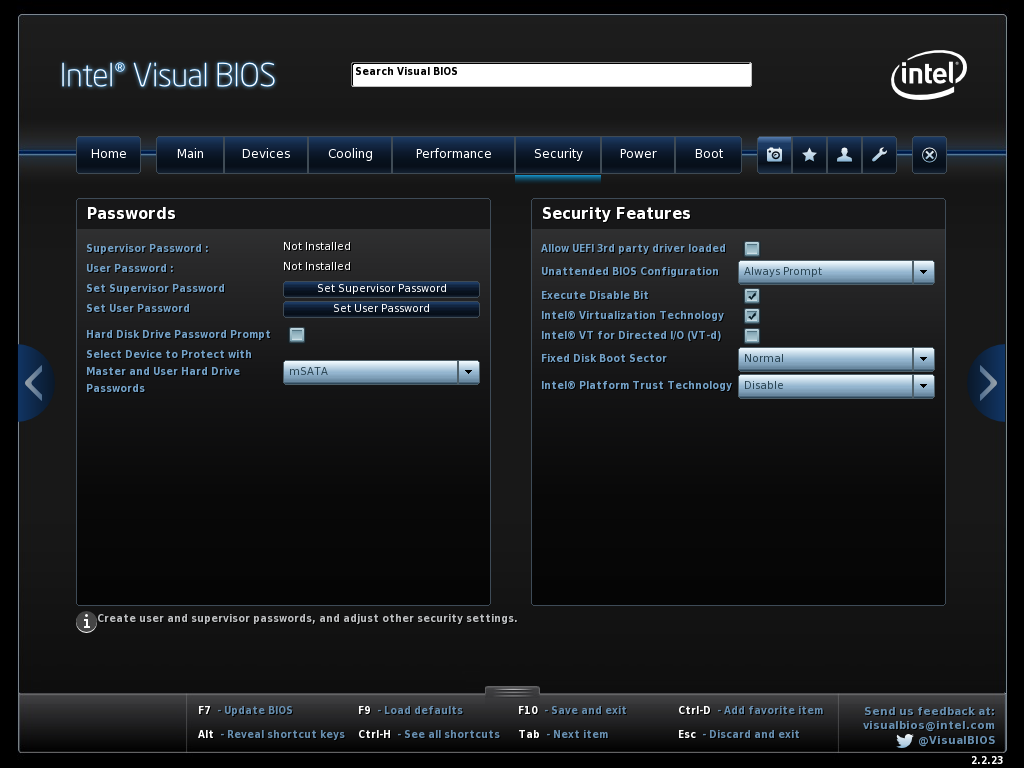 Intel® Visual BIOS
Search Visual BIOS
intel®
Home Main Devices Cooling Performance Security Power Boot
Passwords
Supervisor Password : Not Installed
User Password : Not Installed
Set Supervisor Password Set Supervisor Password
Set User Password Set User Password
Hard Disk Drive Password Prompt
Select Device to Protect with
Master and User Hard Drive mSATA
Passwords
Security Features
Allow UEFI 3rd party driver loaded
Unattended BIOS Configuration Always Prompt
Execute Disable Bit
Intel® Virtualization Technology
Intel® VT for Directed I/O (VT-d)
Fixed Disk Boot Sector Normal
Intel® Platform Trust Technology Disable
i Create user and supervisor passwords, and adjust other security settings.
F7 - Update BIOS F9 - Load defaults F10 - Save and exit Ctrl-D - Add favorite item
Alt - Reveal shortcut keys Ctrl-H - See all shortcuts Tab - Next item Esc - Discard and exit
Send us feedback at:
visualbios@intel.com
@VisualBIOS
2.2.23